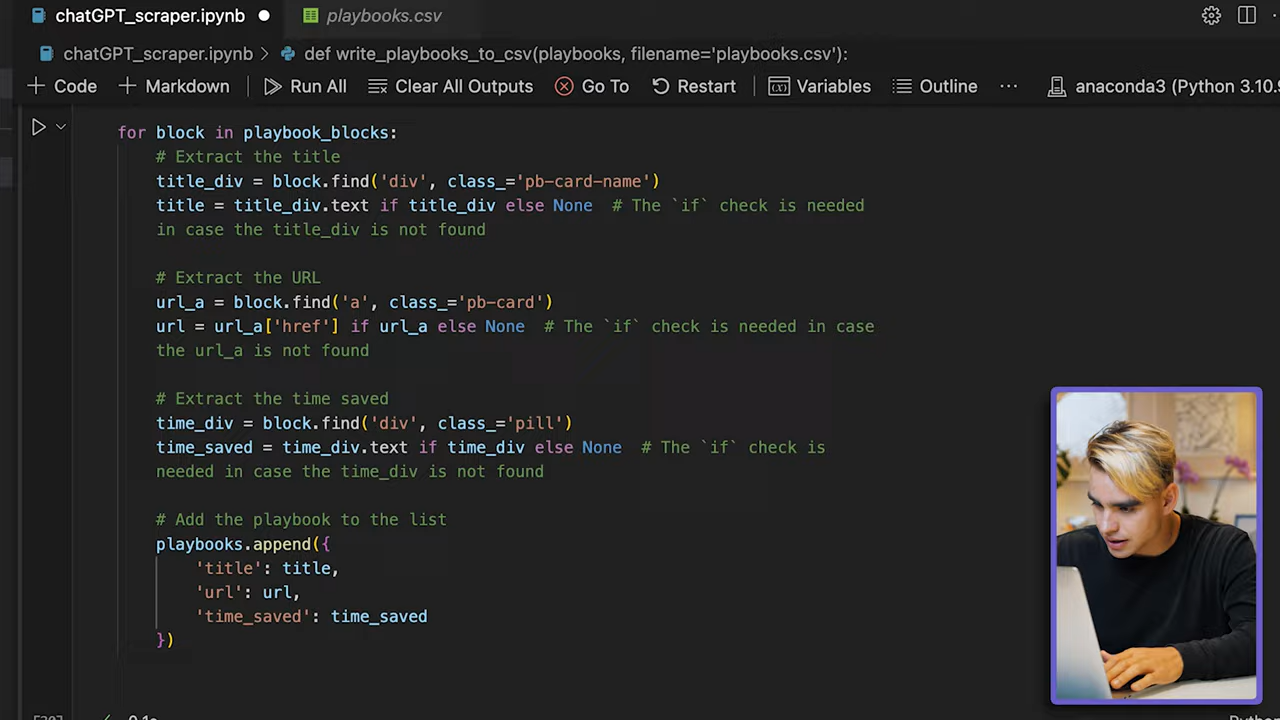 chatGPT_scraper.ipynb playbooks.csv
chatGPT_scraper.ipynb > def write_playbooks_to_csv(playbooks, filename='playbooks.csv'):
+ Code + Markdown Run All Clear All Outputs Go To Restart Variables Outline ··· anaconda3 (Python 3.10.9
for block in playbook_blocks:
# Extract the title
title_div = block.find('div', class_='pb-card-name')
title = title_div.text if title_div else None # The `if` check is needed
in case the title_div is not found
# Extract the URL
url_a = block.find('a', class_='pb-card')
url = url_a['href'] if url_a else None # The `if` check is needed in case
the url_a is not found
# Extract the time saved
time_div = block.find('div', class_='pill')
time_saved = time_div.text if time_div else None # The `if` check is
needed in case the time_div is not found
# Add the playbook to the list
playbooks.append({
'title': title,
'url': url,
'time_saved': time_saved
})
0.1s